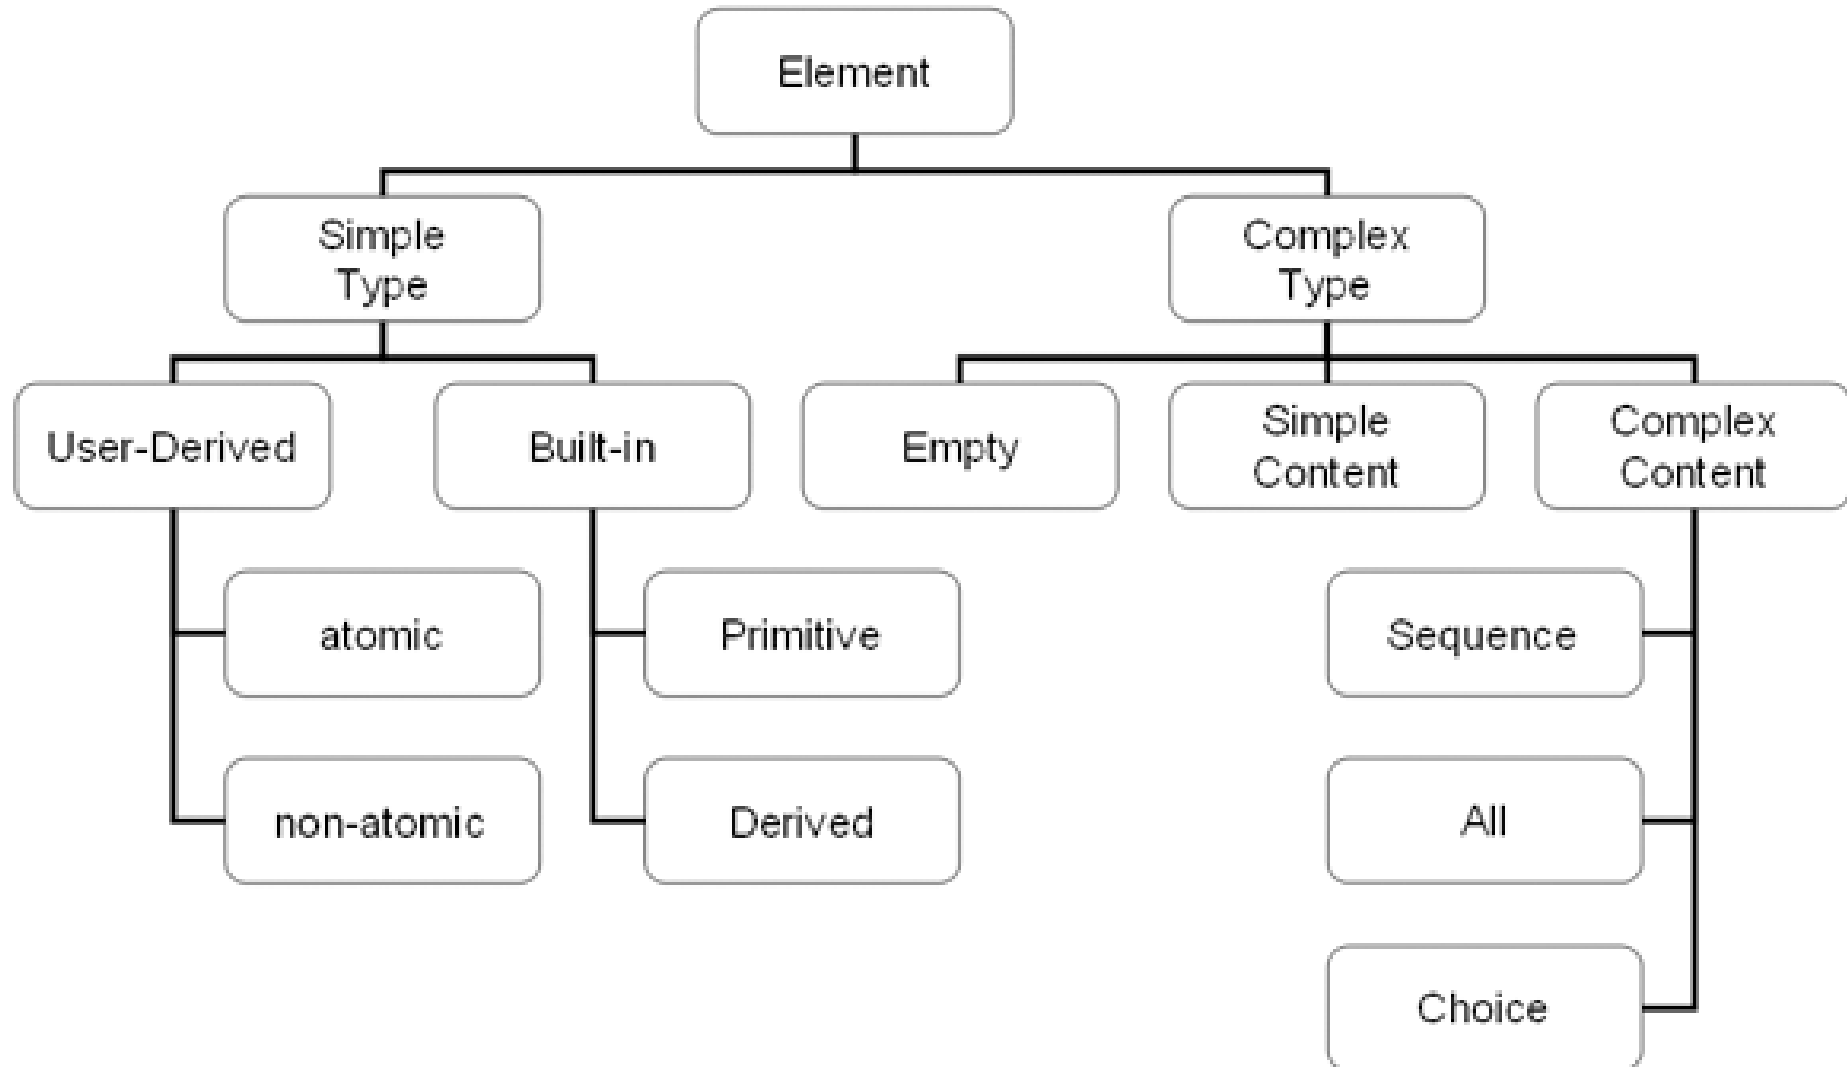 Element
Simple
Type
Complex
Type
User-Derived
Built-in
Empty
Simple
Content
Complex
Content
atomic
Primitive
Sequence
non-atomic
Derived
All
Choice